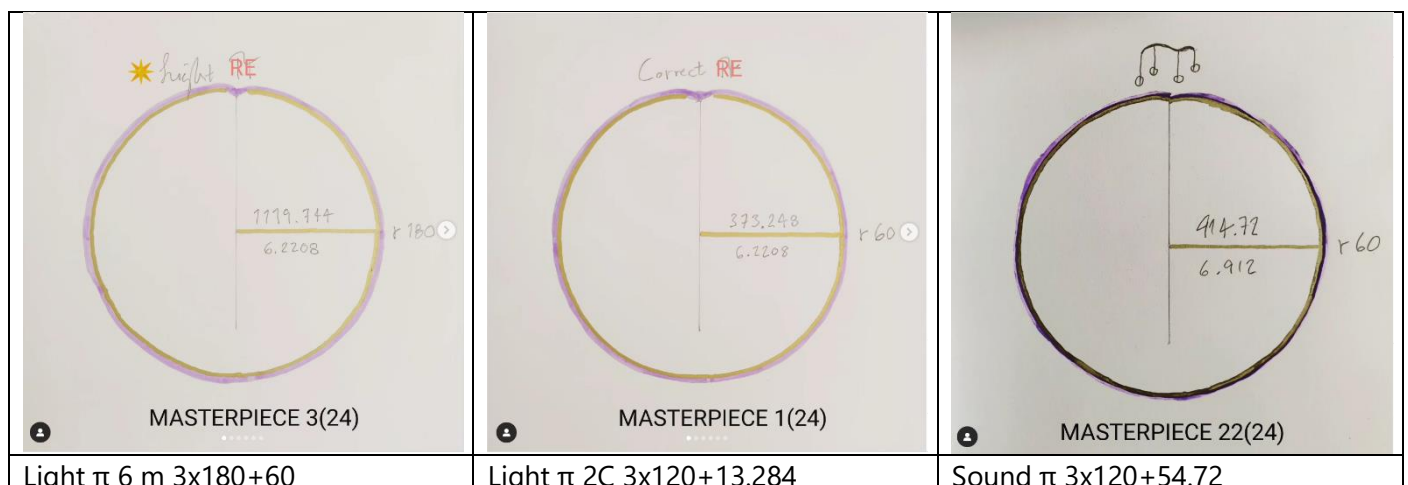 Light RE
1119.744
r 180
6.2208
MASTERPIECE 3(24)
Light π 6 m 3x180+60
Correct RE
373.248
r 60
6.2208
MASTERPIECE 1(24)
Light π 2C 3x120+13.284
414.72
r 60
6.912
MASTERPIECE 22(24)
Sound π 3x120+54.72